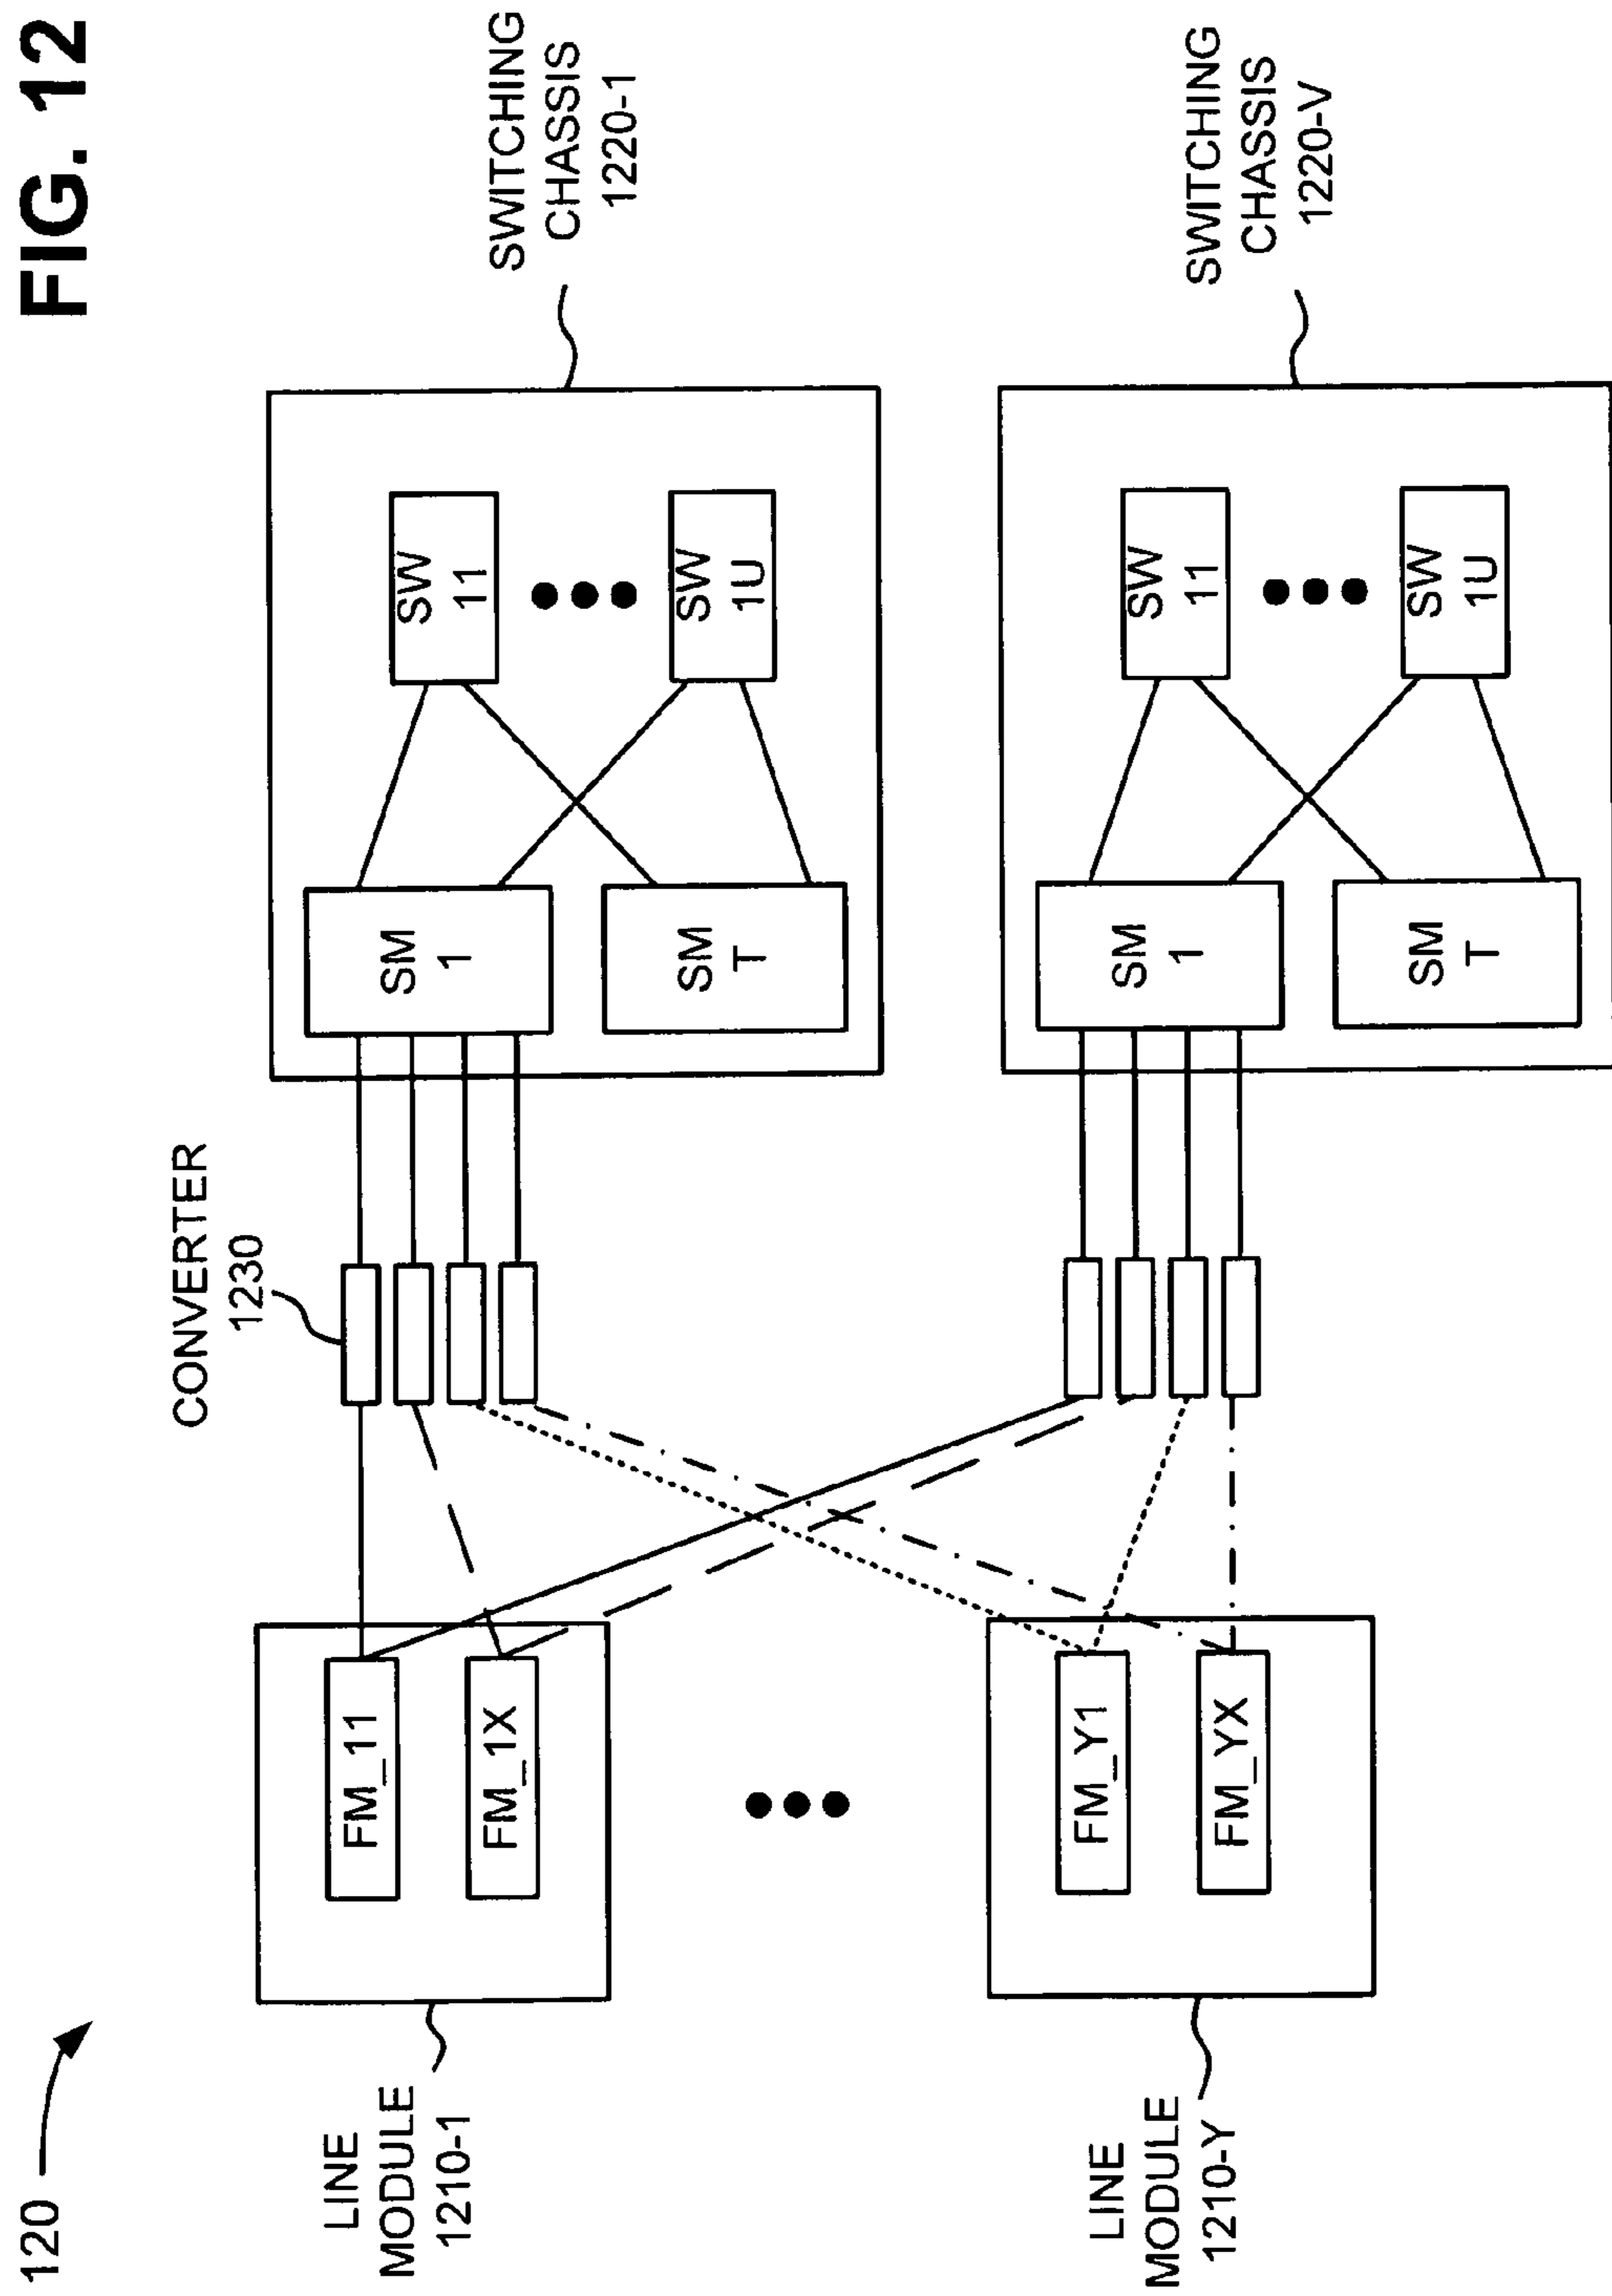 FIG. 12
120
CONVERTER
1230
LINE
MODULE
1210-1
FM_11
FM_1X
SM
1
SM
T
SW
11
SW
1U
SWITCHING
CHASSIS
1220-1
LINE
MODULE
1210-Y
FM_Y1
FM_YX
SM
1
SM
T
SW
11
SW
1U
SWITCHING
CHASSIS
1220-V